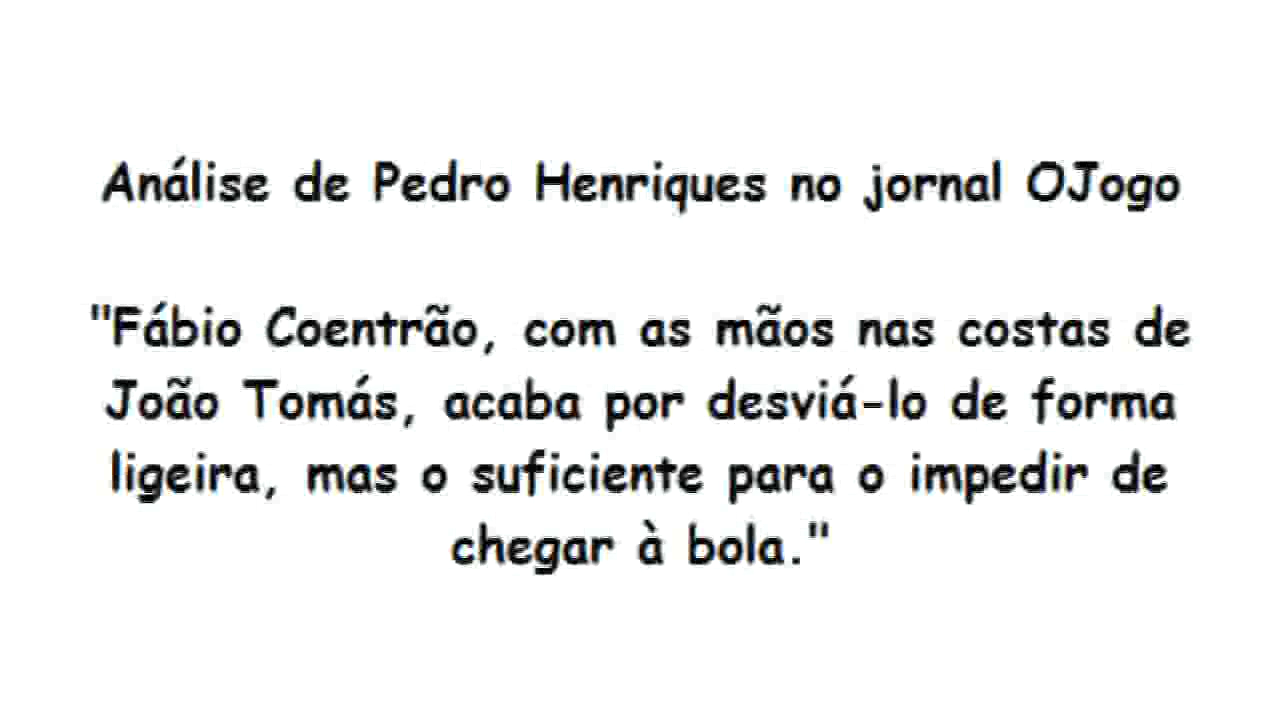 Análise de Pedro Henriques no jornal OJogo
"Fábio Coentrão, com as mãos nas costas de
João Tomás, acaba por desviá-lo de forma
ligeira, mas o suficiente para o impedir de
chegar à bola."